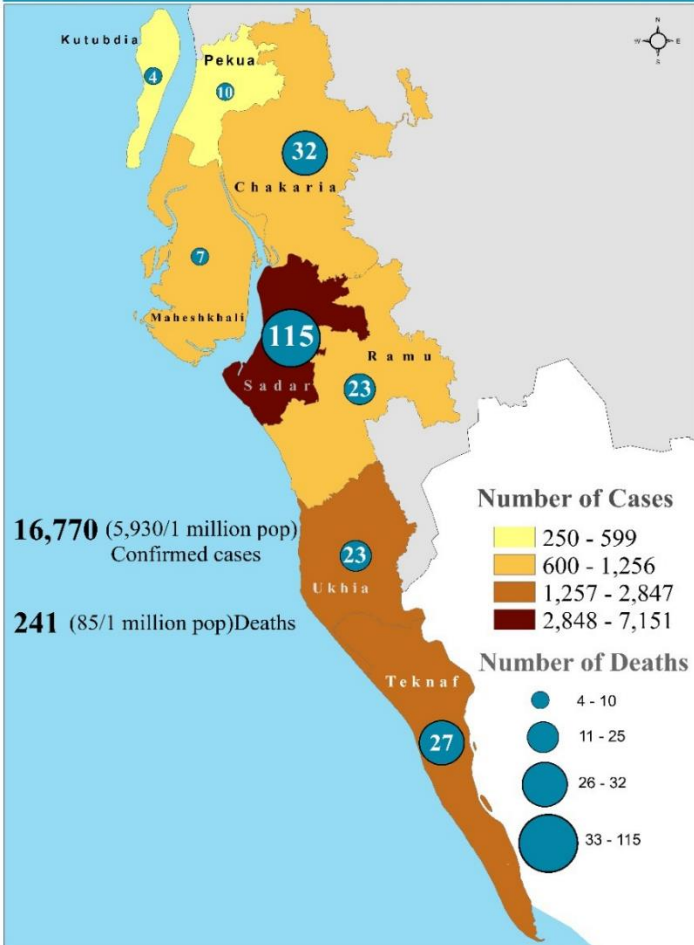 N
W E
S
Kutubdia
4
Pekua
10
32
Chakaria
7
Maheshkhali
115
Sadar
Ramu
23
16,770 (5,930/1 million pop)
Confirmed cases
23
Ukhia
241 (85/1 million pop)Deaths
Teknaf
27
Number of Cases
250 - 599
600 - 1,256
1,257 - 2,847
2,848 - 7,151
Number of Deaths
4 - 10
11 - 25
26 - 32
33 - 115